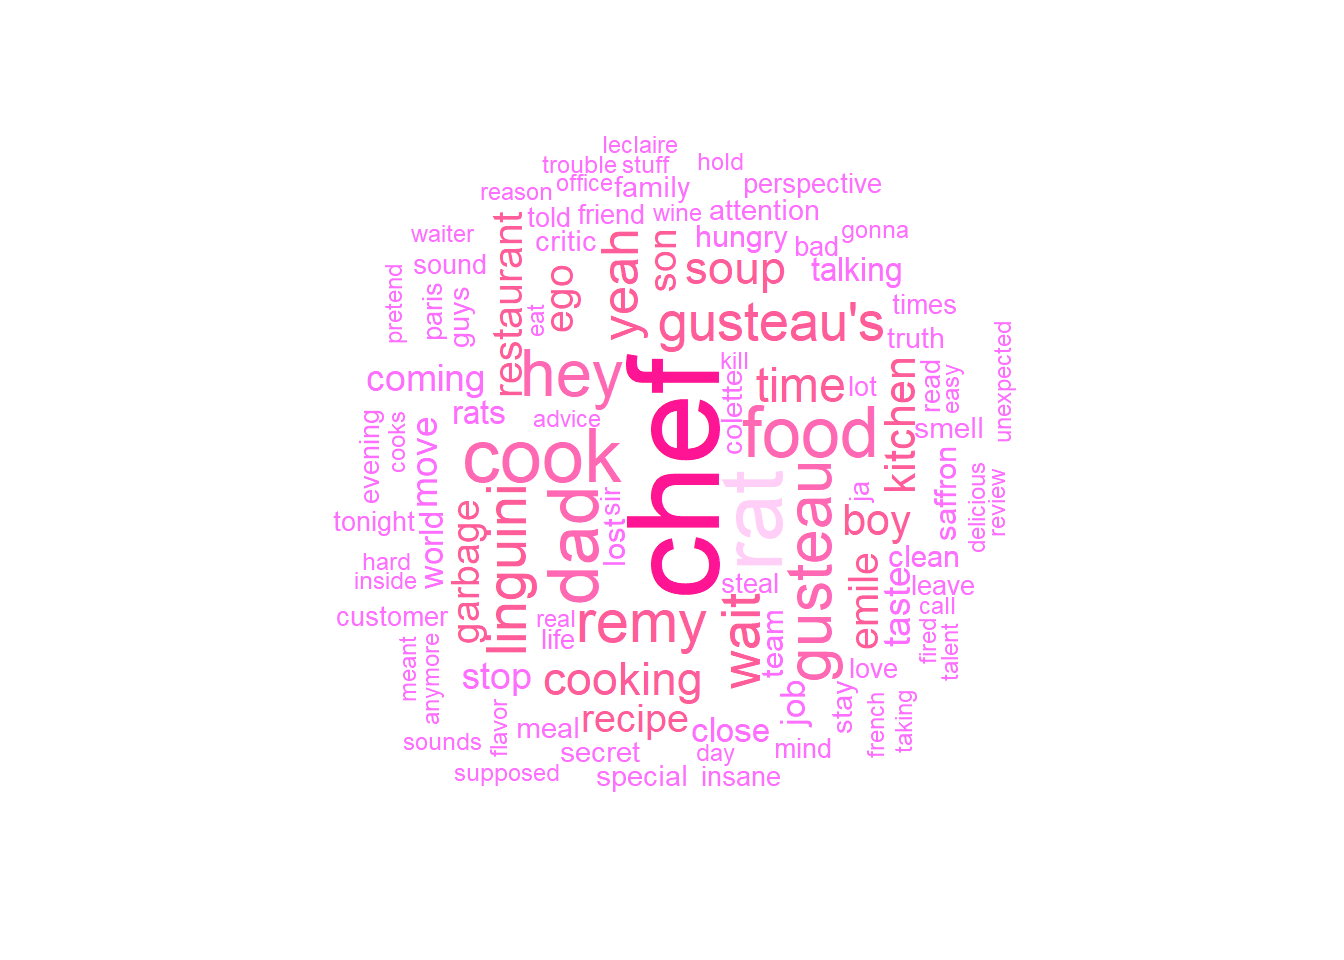 leclaire
trouble
stuff
hold
reason
office
family
perspective
told
friend
wine
attention
waiter
restaurant
critic
yeah
son
hungry
bad
gonna
sound
ego
soup
talking
pretend
paris
guys
eat
gusteau's
times
truth
coming
hey
chef
kill
time
lot
kitchen
read
easy
unexpected
rats
advice
colette
food
smell
evening
cooks
move
cook
rat
gusteau
ja
saffron
delicious
review
tonight
world
garbage
linguini
dad
sir
lost
boy
hard
inside
steal
emile
clean
taste
leave
customer
real
life
remy
wait
team
call
fired
talent
meant
anymore
stop
cooking
job
stay
love
french
taking
sounds
flavor
meal
recipe
close
secret
day
mind
supposed
special
insane